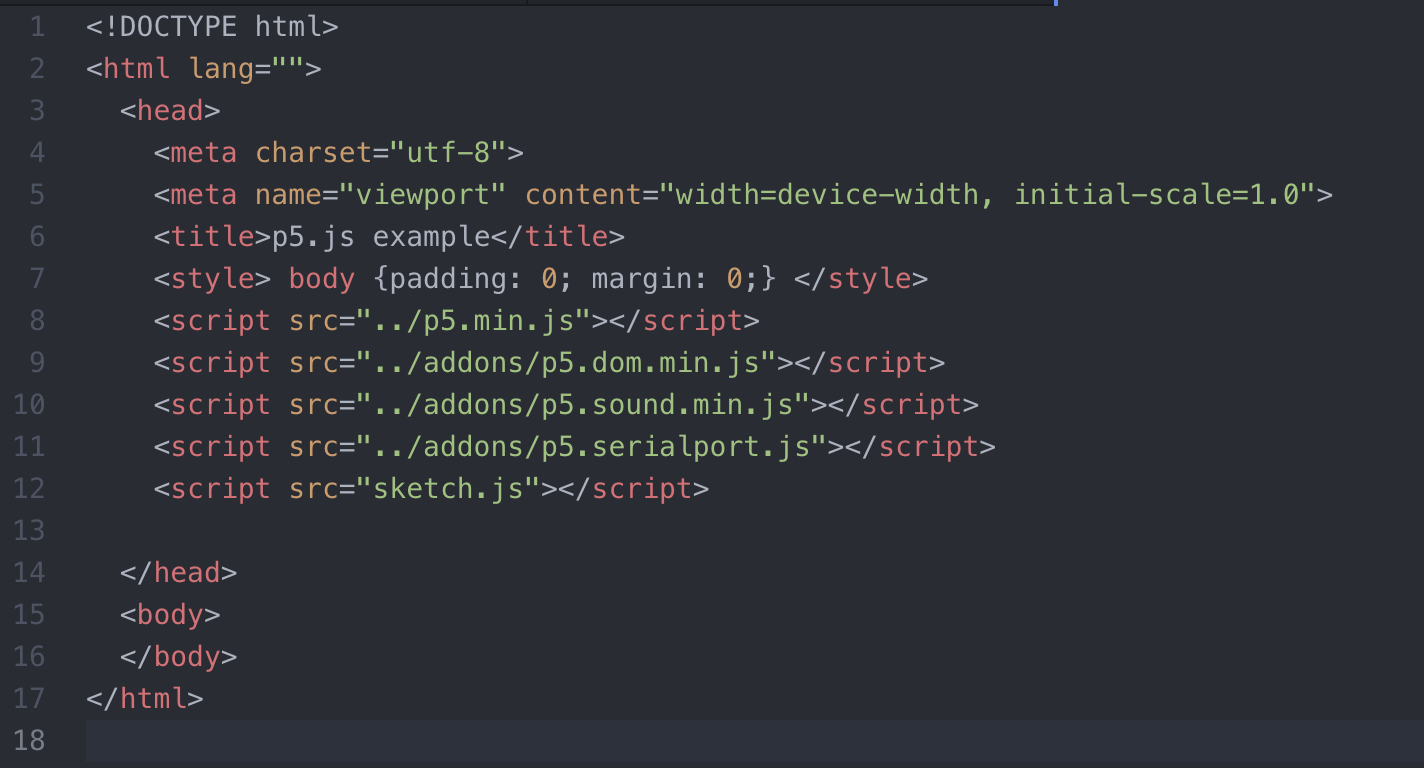 1 <!DOCTYPE html>
2 <html lang="">
3   <head>
4     <meta charset="utf-8">
5     <meta name="viewport" content="width=device-width, initial-scale=1.0">
6     <title>p5.js example</title>
7     <style> body {padding: 0; margin: 0;} </style>
8     <script src="../p5.min.js"></script>
9     <script src="../addons/p5.dom.min.js"></script>
10     <script src="../addons/p5.sound.min.js"></script>
11     <script src="../addons/p5.serialport.js"></script>
12     <script src="sketch.js"></script>
13
14   </head>
15   <body>
16   </body>
17 </html>
18